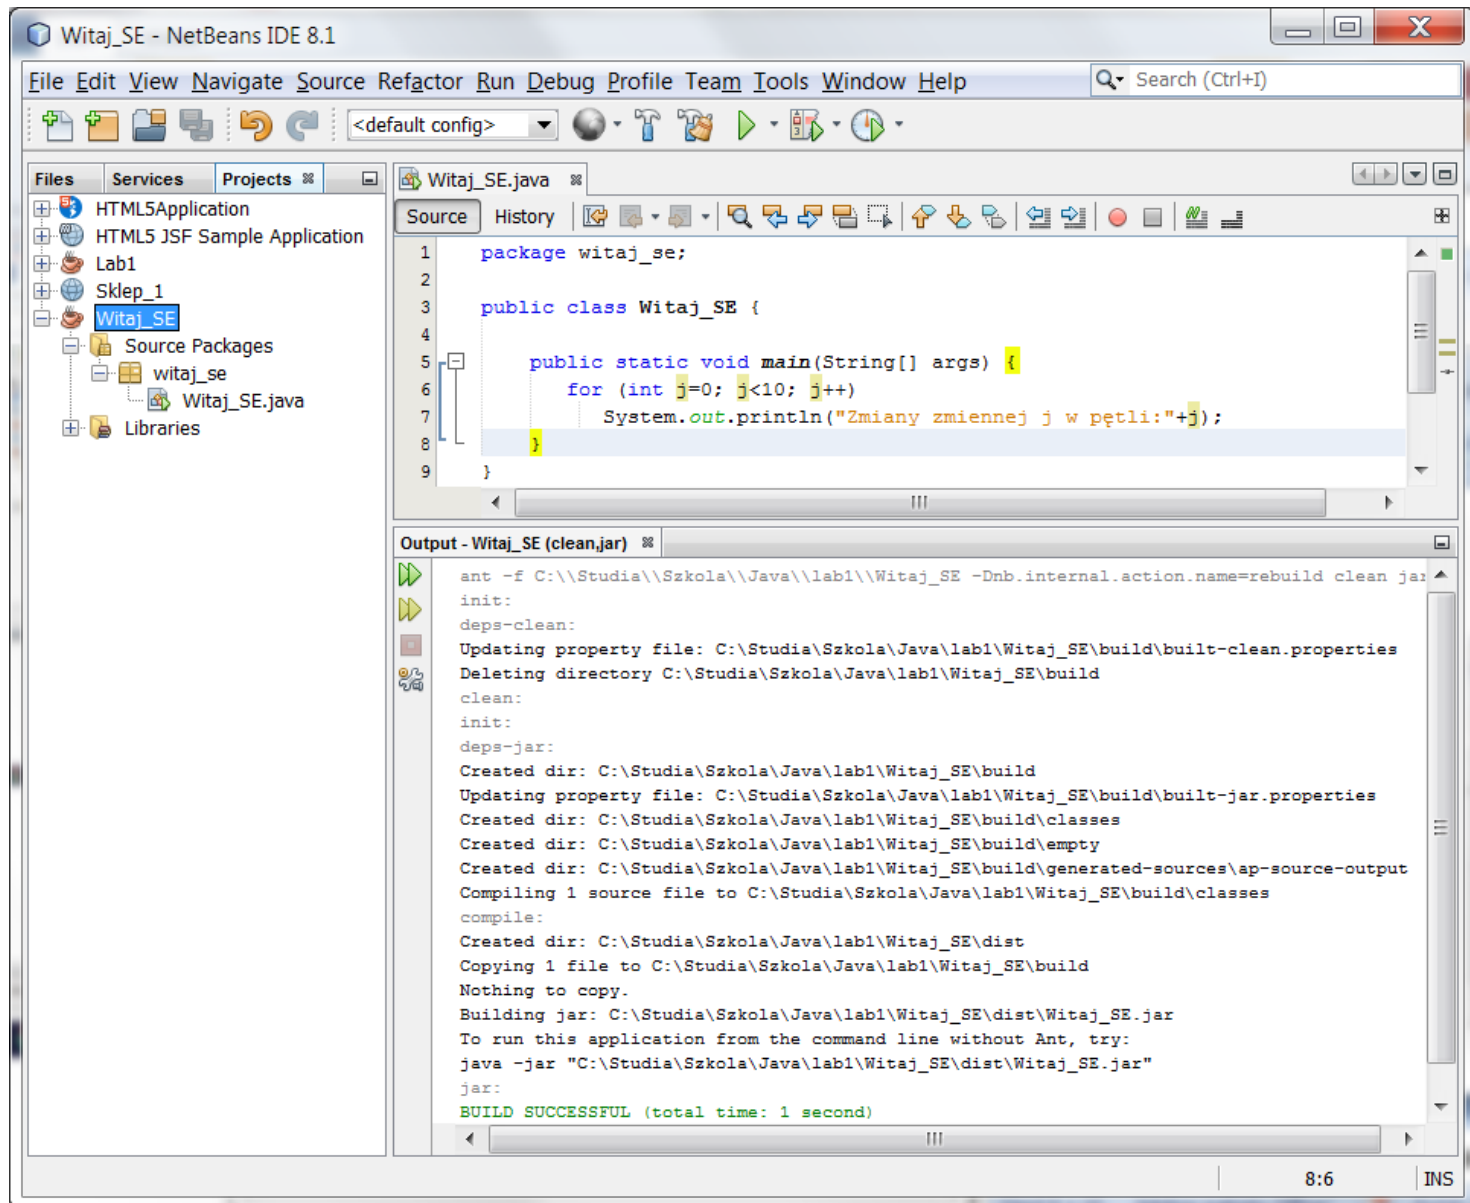 Witaj_SE - NetBeans IDE 8.1
File Edit View Navigate Source Refactor Run Debug Profile Team Tools Window Help
Search (Ctrl+I)
<default config>
Files Services Projects
HTML5Application
HTML5 JSF Sample Application
Lab1
Sklep_1
Witaj_SE
Source Packages
witaj_se
Witaj_SE.java
Libraries
Witaj_SE.java
Source History
1 package witaj_se;
2
3 public class Witaj_SE {
4
5 public static void main(String[] args) {
6 for (int j=0; j<10; j++)
7 System.out.println("Zmiany zmiennej j w pętli:"+j);
8 }
9 }
Output - Witaj_SE (clean,jar)
ant -f C:\\Studia\\Szkola\\Java\\lab1\\Witaj_SE -Dnb.internal.action.name=rebuild clean jar
init:
deps-clean:
Updating property file: C:\Studia\Szkola\Java\lab1\Witaj_SE\build\built-clean.properties
Deleting directory C:\Studia\Szkola\Java\lab1\Witaj_SE\build
clean:
init:
deps-jar:
Created dir: C:\Studia\Szkola\Java\lab1\Witaj_SE\build
Updating property file: C:\Studia\Szkola\Java\lab1\Witaj_SE\build\built-jar.properties
Created dir: C:\Studia\Szkola\Java\lab1\Witaj_SE\build\classes
Created dir: C:\Studia\Szkola\Java\lab1\Witaj_SE\build\empty
Created dir: C:\Studia\Szkola\Java\lab1\Witaj_SE\build\generated-sources\ap-source-output
Compiling 1 source file to C:\Studia\Szkola\Java\lab1\Witaj_SE\build\classes
compile:
Created dir: C:\Studia\Szkola\Java\lab1\Witaj_SE\dist
Copying 1 file to C:\Studia\Szkola\Java\lab1\Witaj_SE\build
Nothing to copy.
Building jar: C:\Studia\Szkola\Java\lab1\Witaj_SE\dist\Witaj_SE.jar
To run this application from the command line without Ant, try:
java -jar "C:\Studia\Szkola\Java\lab1\Witaj_SE\dist\Witaj_SE.jar"
jar:
BUILD SUCCESSFUL (total time: 1 second)
8:6 INS